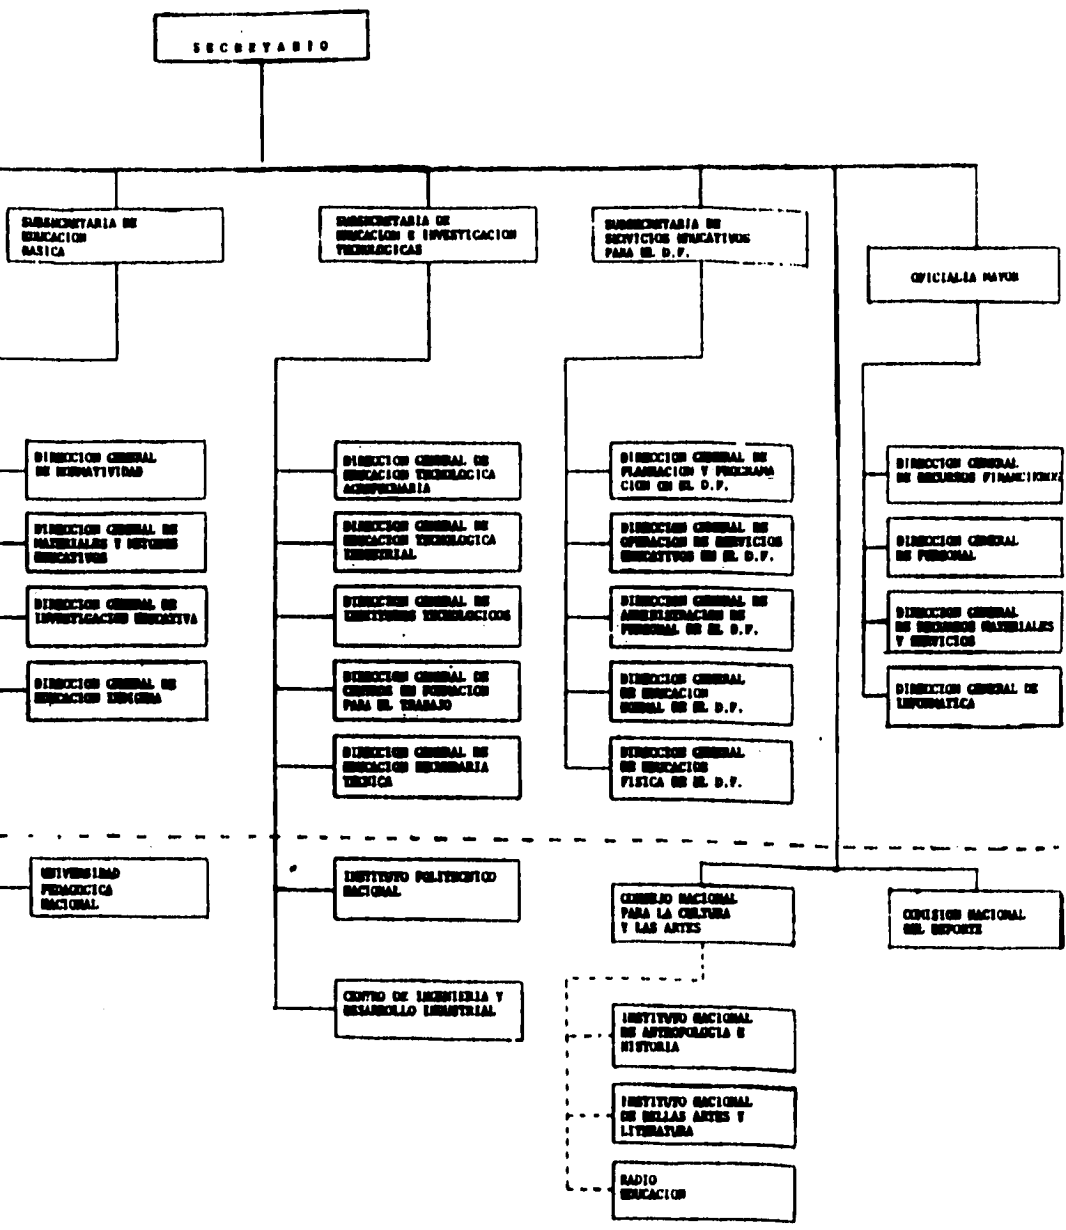 SECRETARIO
SUBSECRETARIA DE
EDUCACION
BASICA
SUBSECRETARIA DE
EDUCACION E INVESTIGACION
TECNOLOGICAS
SUBSECRETARIA DE
SERVICIOS EDUCATIVOS
PARA EL D.F.
OFICIALIA MAYOR
DIRECCION GENERAL
DE NORMATIVIDAD
DIRECCION GENERAL DE
MATERIALES Y METODOS
EDUCATIVOS
DIRECCION GENERAL DE
INVESTIGACION EDUCATIVA
DIRECCION GENERAL DE
EDUCACION INDIGENA
UNIVERSIDAD
PEDAGOGICA
NACIONAL
DIRECCION GENERAL DE
EDUCACION TECNOLOGICA
AGROPECUARIA
DIRECCION GENERAL DE
EDUCACION TECNOLOGICA
INDUSTRIAL
DIRECCION GENERAL DE
INSTITUTOS TECNOLOGICOS
DIRECCION GENERAL DE
CENTROS EN FORMACION
PARA EL TRABAJO
DIRECCION GENERAL DE
EDUCACION SECUNDARIA
TECNICA
INSTITUTO POLITECNICO
NACIONAL
CENTRO DE INGENIERIA Y
DESARROLLO INDUSTRIAL
DIRECCION GENERAL DE
PLANEACION Y PROGRAMA
CION EN EL D.F.
DIRECCION GENERAL DE
OPERACION DE SERVICIOS
EDUCATIVOS EN EL D.F.
DIRECCION GENERAL DE
ADMINISTRACION DE
PERSONAL EN EL D.F.
DIRECCION GENERAL
DE EDUCACION
NORMAL EN EL D.F.
DIRECCION GENERAL
DE EDUCACION
FISICA EN EL D.F.
CONSEJO NACIONAL
PARA LA CULTURA
Y LAS ARTES
INSTITUTO NACIONAL
DE ANTROPOLOGIA E
HISTORIA
INSTITUTO NACIONAL
DE BELLAS ARTES Y
LITERATURA
RADIO
EDUCACION
DIRECCION GENERAL
DE RECURSOS FINANCIEROS
DIRECCION GENERAL
DE PERSONAL
DIRECCION GENERAL
DE RECURSOS MATERIALES
Y SERVICIOS
DIRECCION GENERAL DE
INFORMATICA
COMISION NACIONAL
DEL DEPORTE